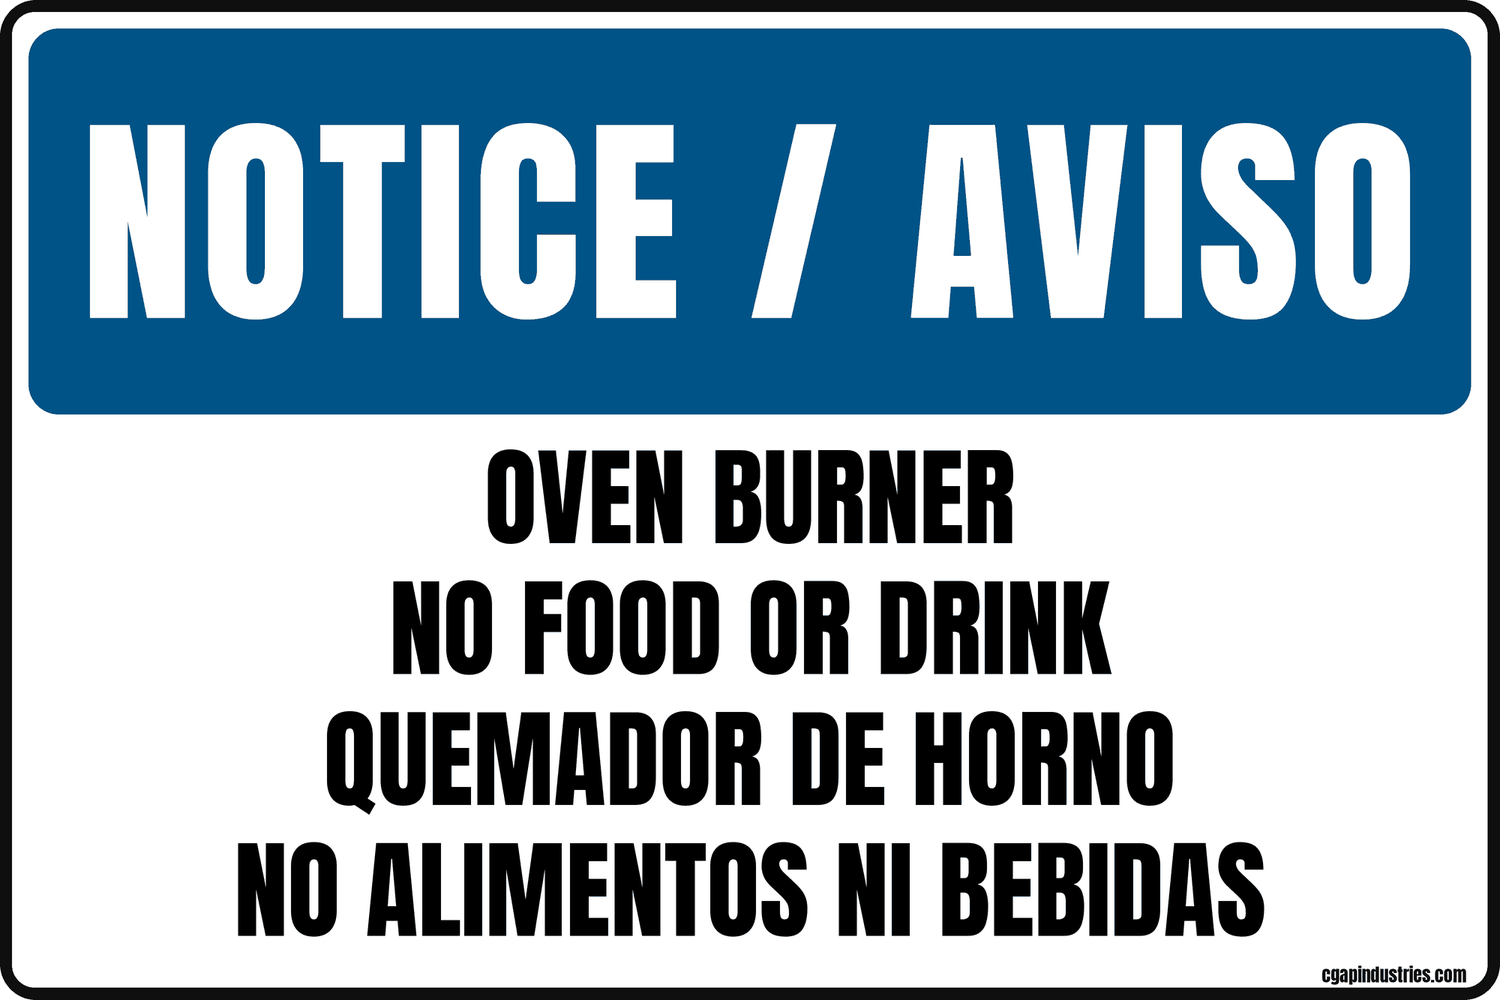 NOTICE / AVISO
OVEN BURNER
NO FOOD OR DRINK
QUEMADOR DE HORNO
NO ALIMENTOS NI BEBIDAS
cgapindustries.com